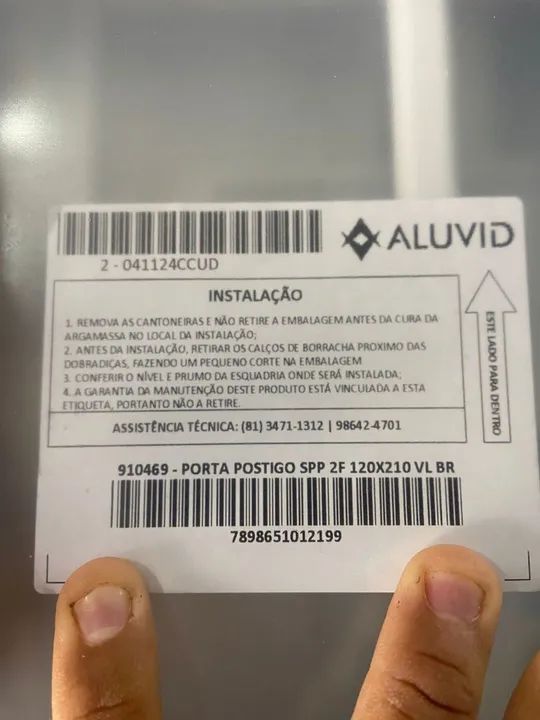 ALUVID
2 - 041124CCUD
INSTALAÇÃO
1. REMOVA AS CANTONEIRAS E NÃO RETIRE A EMBALAGEM ANTES DA CURA DA
ARGAMASSA NO LOCAL DA INSTALAÇÃO;
2. ANTES DA INSTALAÇÃO, RETIRAR OS CALÇOS DE BORRACHA PROXIMO DAS
DOBRADIÇAS, FAZENDO UM PEQUENO CORTE NA EMBALAGEM
3. CONFERIR O NÍVEL E PRUMO DA ESQUADRIA ONDE SERÁ INSTALADA;
4. A GARANTIA DA MANUTENÇÃO DESTE PRODUTO ESTÁ VINCULADA A ESTA
ETIQUETA, PORTANTO NÃO A RETIRE.
ASSISTÊNCIA TÉCNICA: (81) 3471-1312 | 98642-4701
ESTE LADO PARA DENTRO
910469 - PORTA POSTIGO SPP 2F 120X210 VL BR
7898651012199